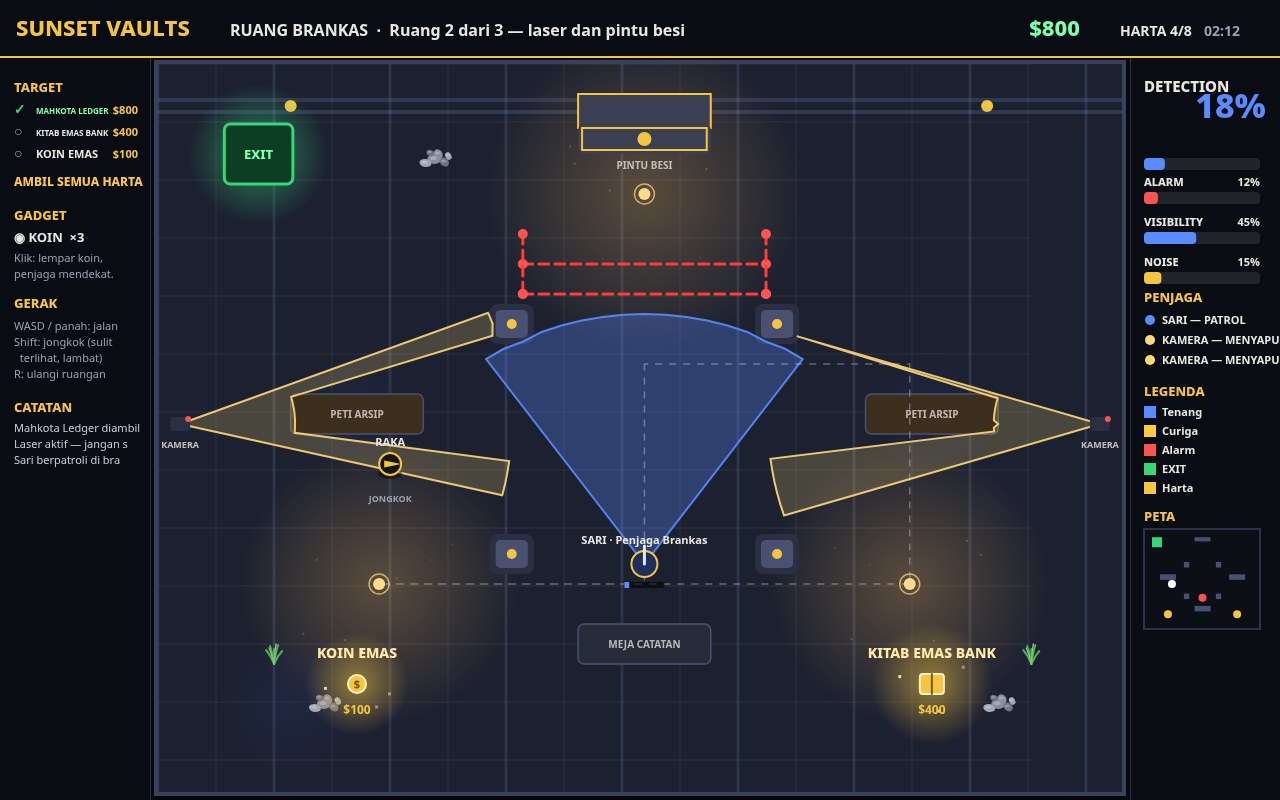 SUNSET VAULTS
RUANG BRANKAS · Ruang 2 dari 3 — laser dan pintu besi
$800
HARTA 4/8 02:12
TARGET
✓ MAHKOTA LEDGER $800
○ KITAB EMAS BANK $400
○ KOIN EMAS $100
AMBIL SEMUA HARTA
GADGET
◉ KOIN ×3
Klik: lempar koin,
penjaga mendekat.
GERAK
WASD / panah: jalan
Shift: jongkok (sulit
terlihat, lambat)
R: ulangi ruangan
CATATAN
Mahkota Ledger diambil
Laser aktif — jangan s
Sari berpatroli di bra
EXIT
PINTU BESI
PETI ARSIP
PETI ARSIP
KAMERA
KAMERA
RAKA
JONGKOK
SARI · Penjaga Brankas
MEJA CATATAN
KOIN EMAS
$
$100
KITAB EMAS BANK
$400
DETECTION
18%
ALARM 12%
VISIBILITY 45%
NOISE 15%
PENJAGA
SARI — PATROL
KAMERA — MENYAPU
KAMERA — MENYAPU
LEGENDA
Tenang
Curiga
Alarm
EXIT
Harta
PETA